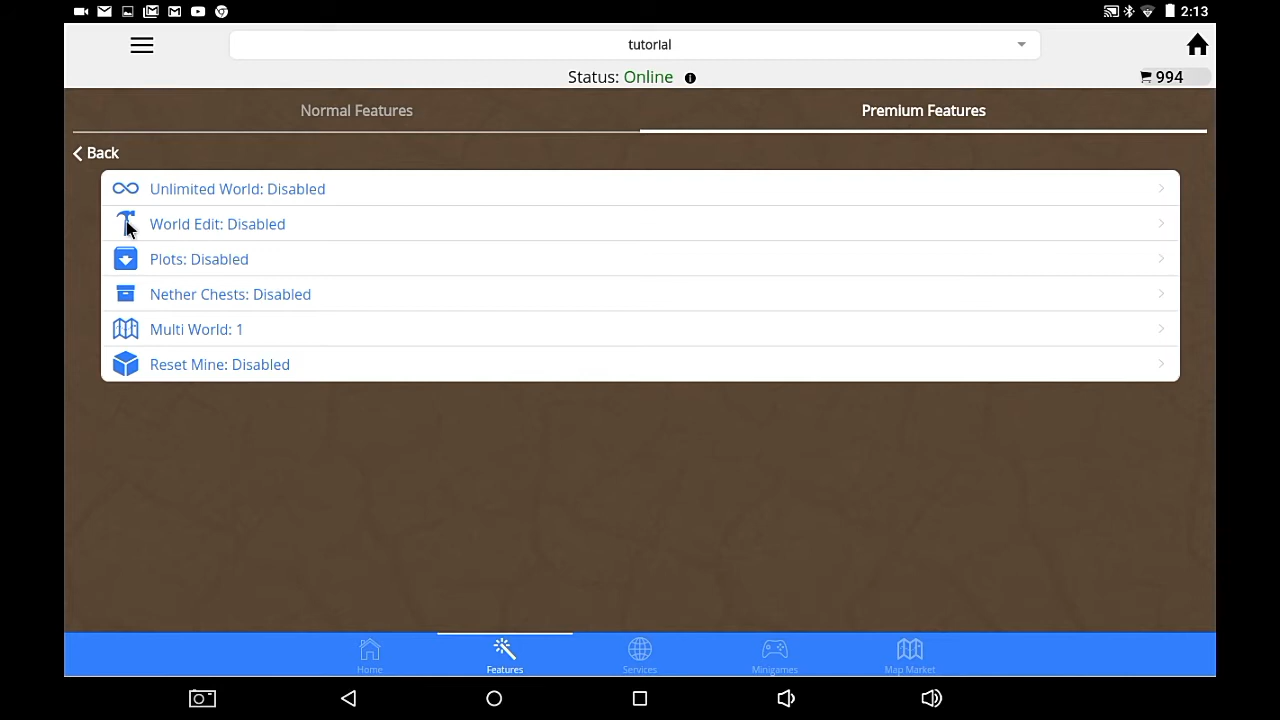 2:13
tutorial
Status: Online
994
Normal Features
Premium Features
Back
Unlimited World: Disabled
World Edit: Disabled
Plots: Disabled
Nether Chests: Disabled
Multi World: 1
Reset Mine: Disabled
Home
Features
Services
Minigames
Map Market